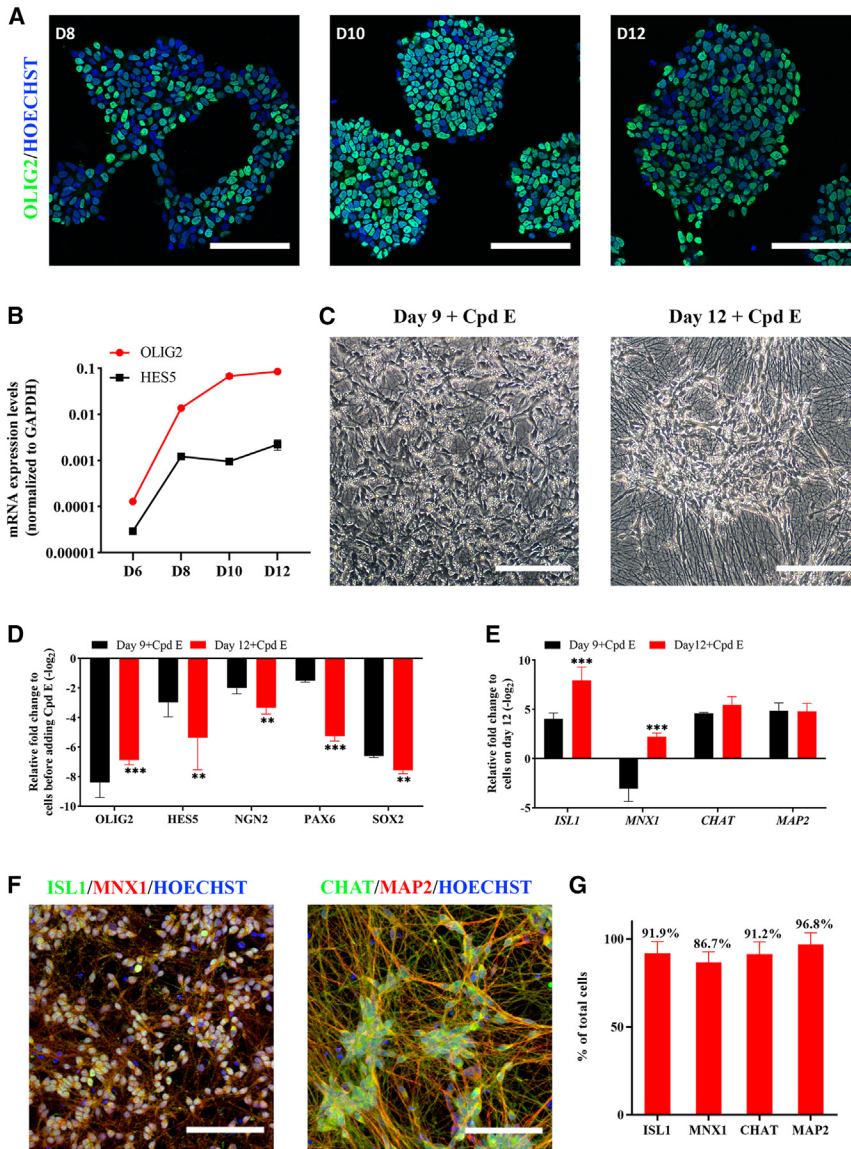 A
D8
D10
D12
OLIG2/HOECHST
B
OLIG2
HES5
mRNA expression levels
(normalized to GAPDH)
0.1
0.01
0.001
0.0001
0.00001
D6 D8 D10 D12
C
Day 9 + Cpd E
Day 12 + Cpd E
D
Day 9+Cpd E Day 12+Cpd E
Relative fold change to
cells before adding Cpd E (-log2)
-2
-4
-6
-8
-10
*** ** ** *** **
OLIG2 HES5 NGN2 PAX6 SOX2
E
Day 9+Cpd E Day12+Cpd E
Relative fold change to
cells on day 12 (-log2)
10
5
0
-5
*** ***
ISL1 MNX1 CHAT MAP2
F
ISL1/MNX1/HOECHST
CHAT/MAP2/HOECHST
G
% of total cells
100
50
0
91.9% 86.7% 91.2% 96.8%
ISL1 MNX1 CHAT MAP2